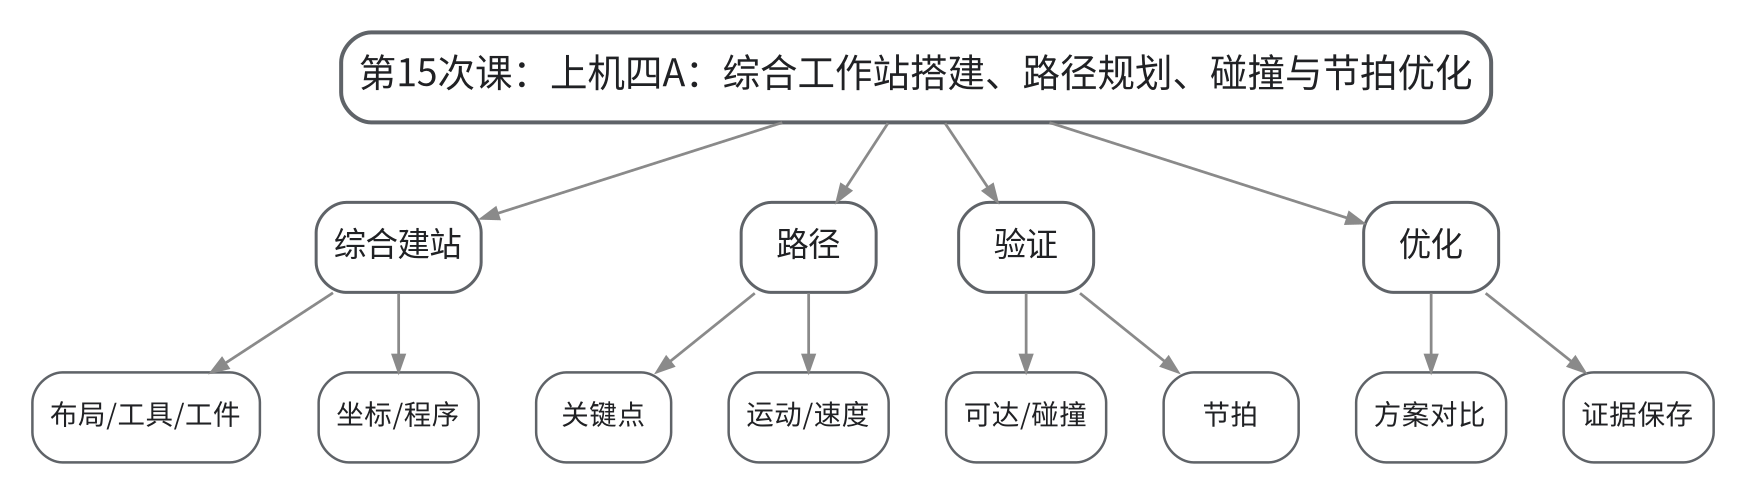 第15次课：上机四A：综合工作站搭建、路径规划、碰撞与节拍优化
综合建站
路径
验证
优化
布局/工具/工件
坐标/程序
关键点
运动/速度
可达/碰撞
节拍
方案对比
证据保存